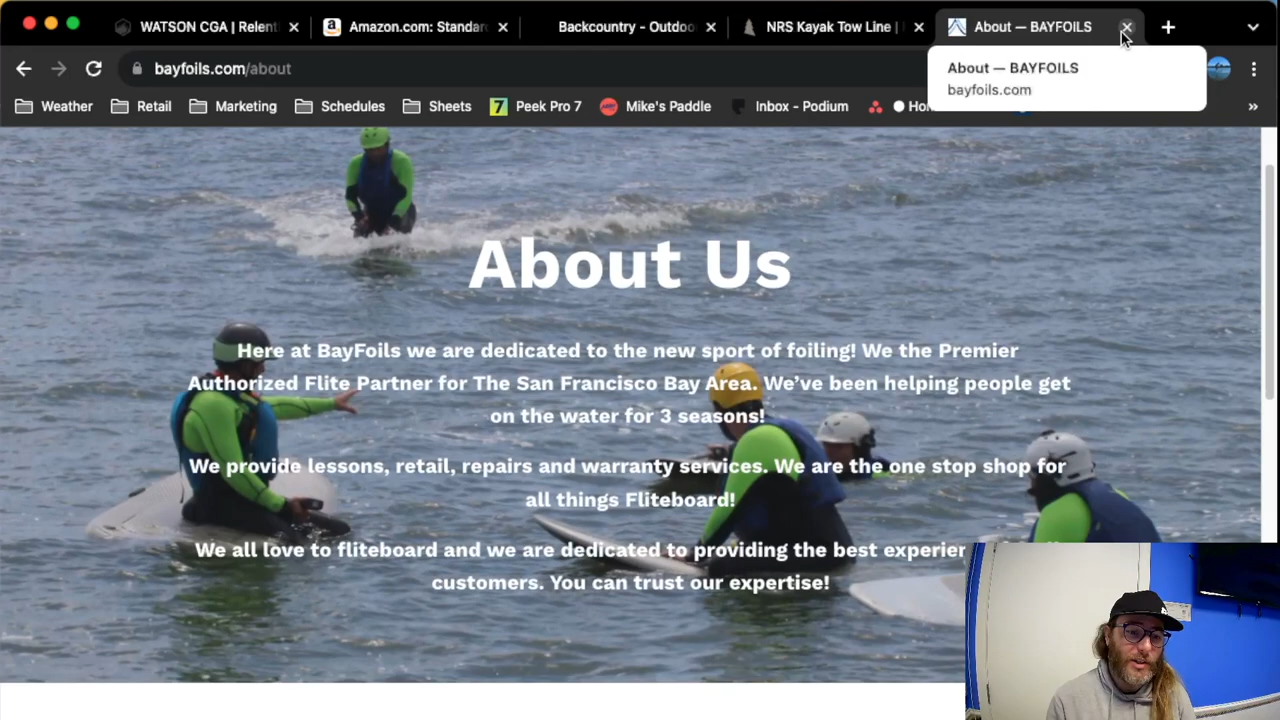 WATSON CGA | Relent
Amazon.com: Standar
Backcountry - Outdoo
NRS Kayak Tow Line |
About — BAYFOILS
bayfoils.com/about
About — BAYFOILS
bayfoils.com
Weather
Retail
Marketing
Schedules
Sheets
7 Peek Pro 7
Mike's Paddle
Inbox - Podium
»
About Us
Here at BayFoils we are dedicated to the new sport of foiling! We the Premier
Authorized Flite Partner for The San Francisco Bay Area. We've been helping people get
on the water for 3 seasons!
We provide lessons, retail, repairs and warranty services. We are the one stop shop for
all things Fliteboard!
We all love to fliteboard and we are dedicated to providing the best
customers. You can trust our expertise!